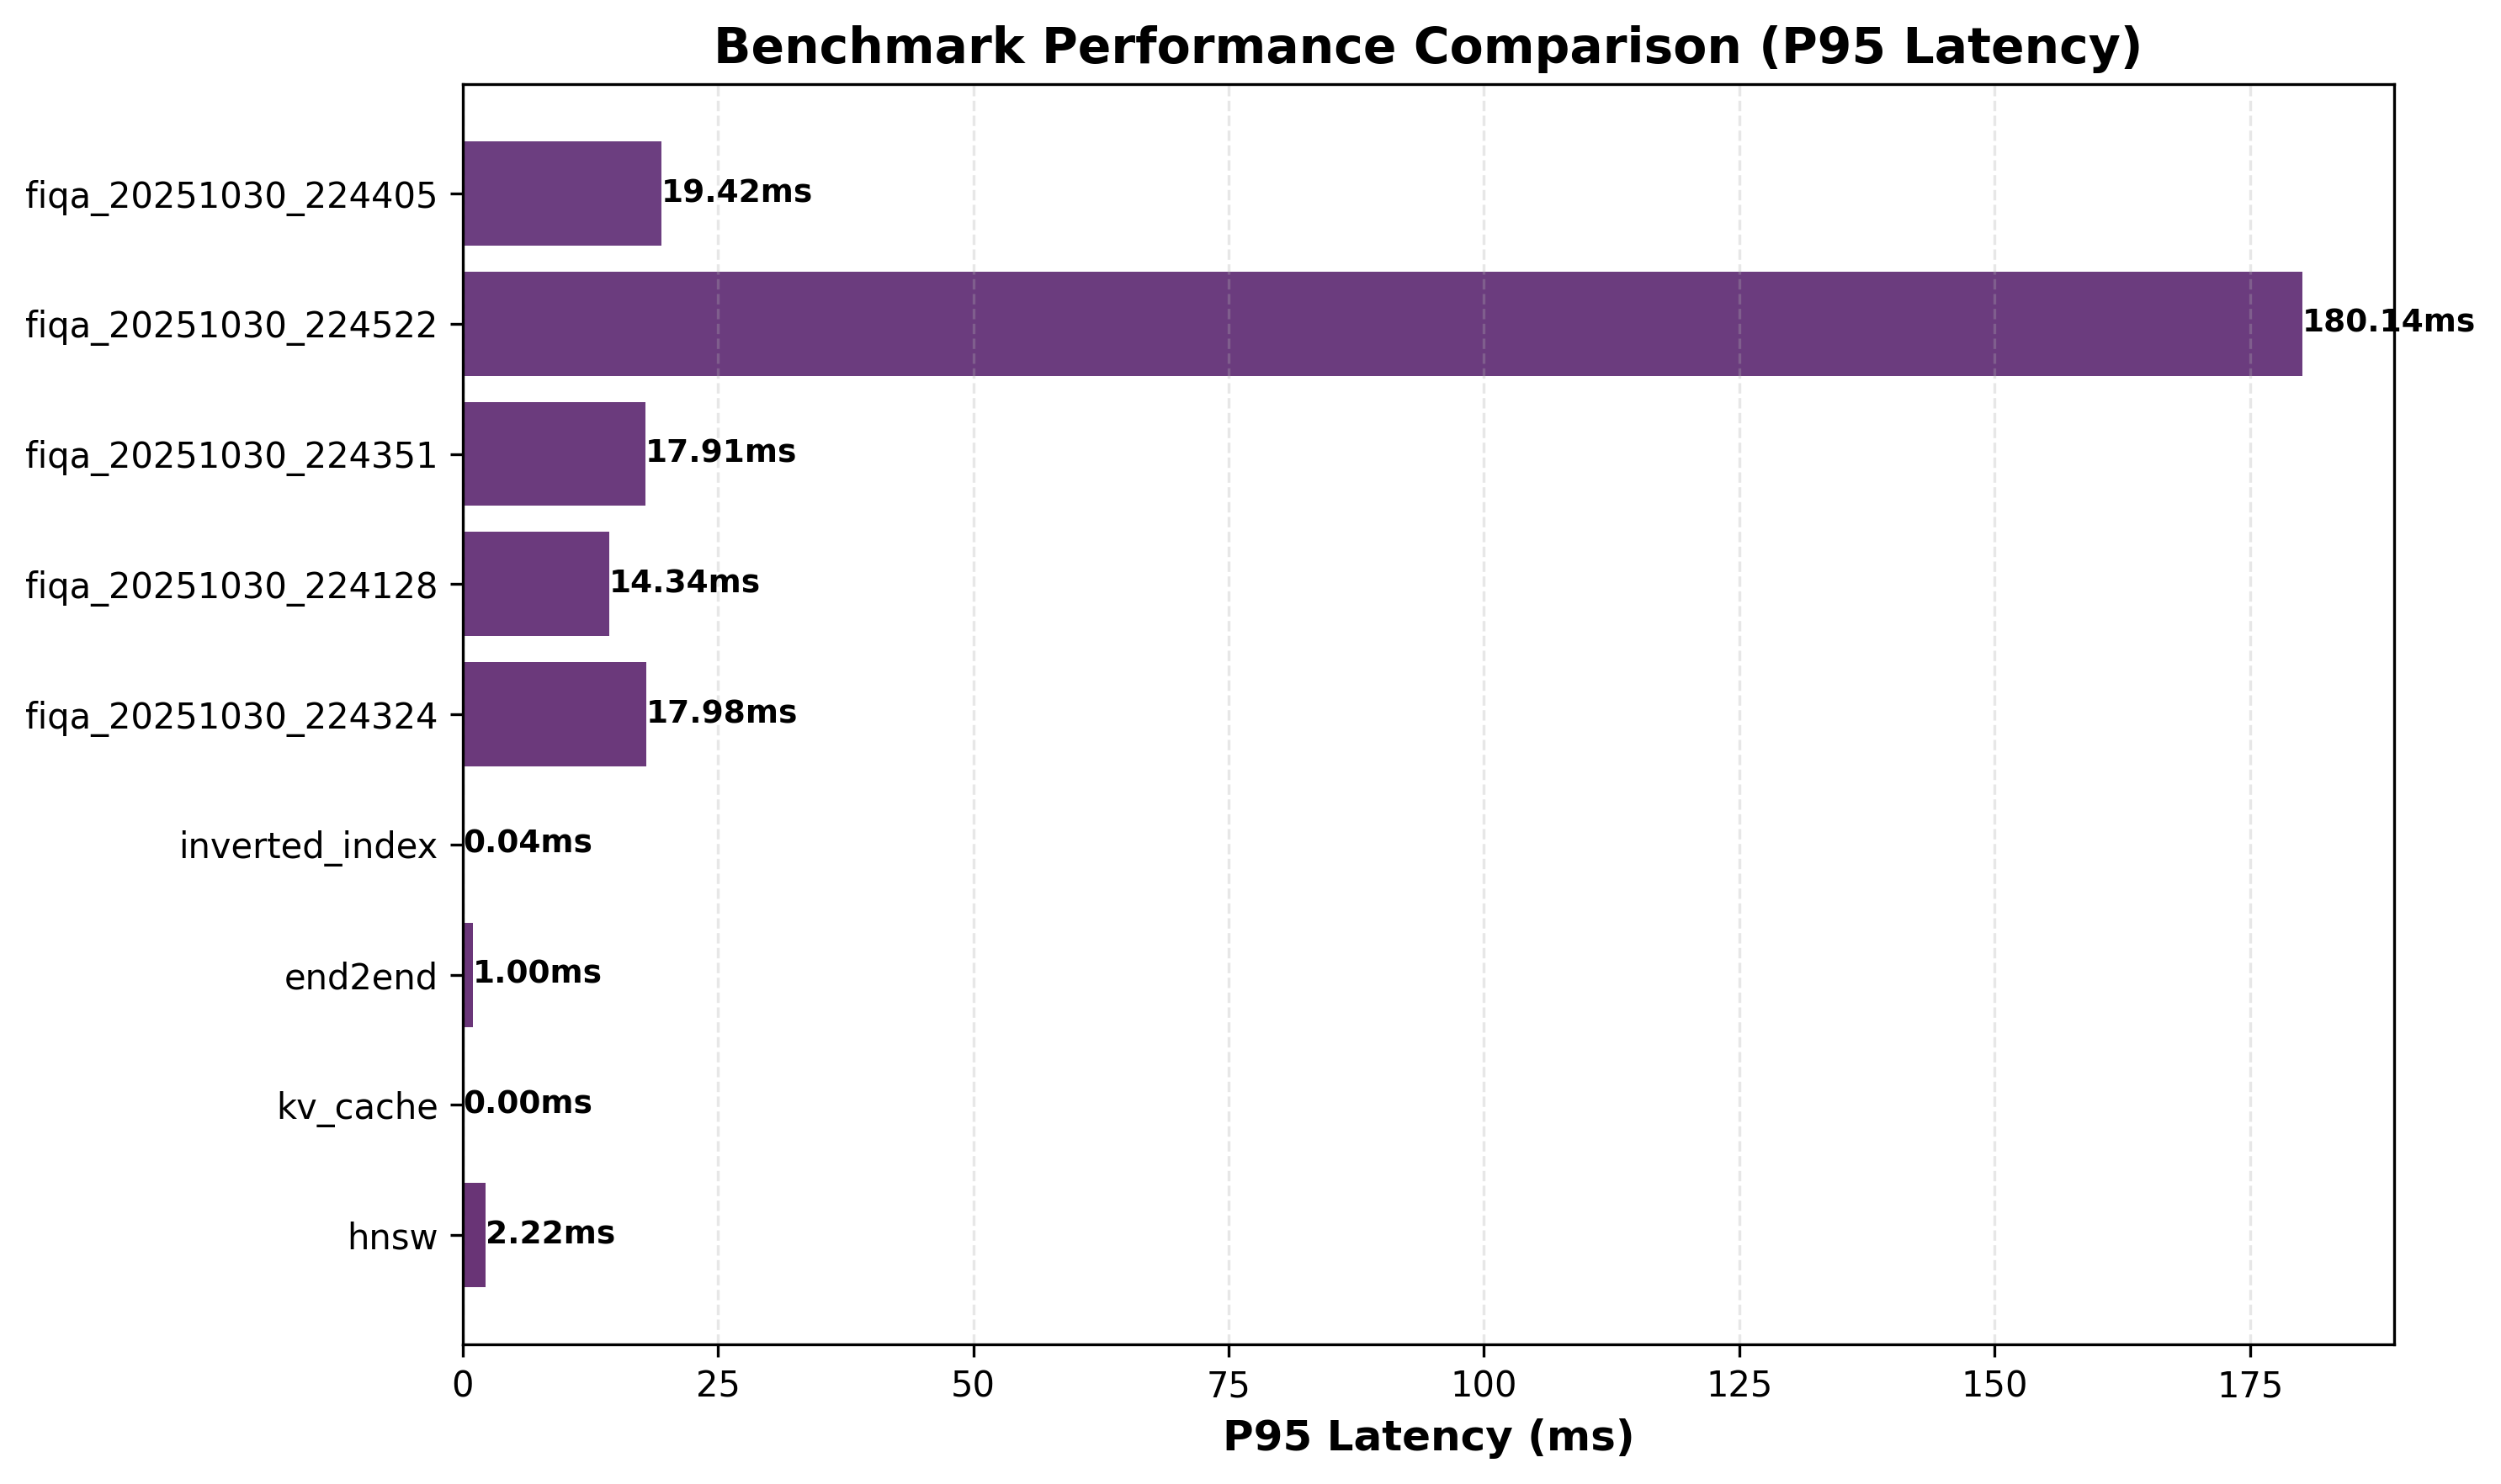 Benchmark Performance Comparison (P95 Latency)
fiqa_20251030_224405 19.42ms
fiqa_20251030_224522 180.14ms
fiqa_20251030_224351 17.91ms
fiqa_20251030_224128 14.34ms
fiqa_20251030_224324 17.98ms
inverted_index 0.04ms
end2end 1.00ms
kv_cache 0.00ms
hnsw 2.22ms
0 25 50 75 100 125 150 175
P95 Latency (ms)